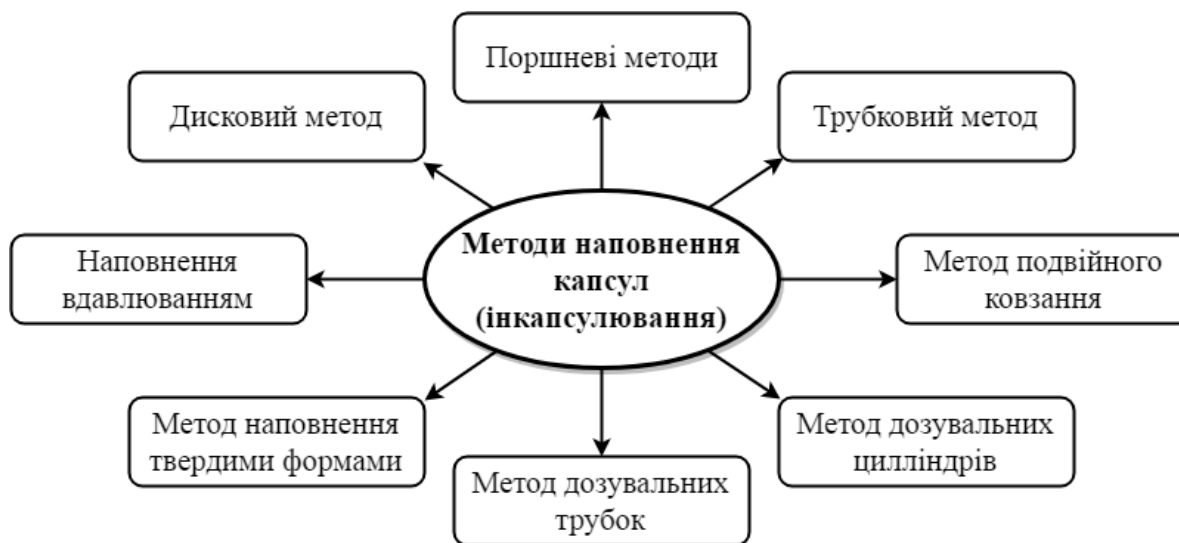 Поршневі методи
Дисковий метод
Трубковий метод
Методи наповнення
капсул
(інкапсулювання)
Наповнення
вдавлюванням
Метод подвійного
ковзання
Метод наповнення
твердими формами
Метод дозувальних
трубок
Метод дозувальних
цилліндрів